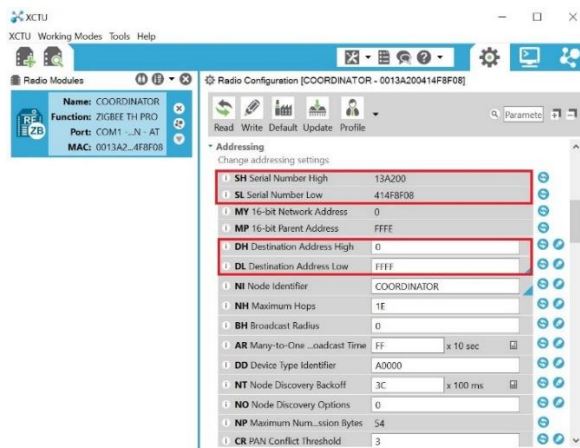 XCTU
XCTU Working Modes Tools Help
Radio Modules
Name: COORDINATOR
Function: ZIGBEE TH PRO
Port: COM1 -...N - AT
MAC: 0013A2...4F8F08
Radio Configuration [COORDINATOR - 0013A200414F8F08]
Read Write Default Update Profile
Paramete
Addressing
Change addressing settings
SH Serial Number High 13A200
SL Serial Number Low 414F8F08
MY 16-bit Network Address 0
MP 16-bit Parent Address FFFE
DH Destination Address High 0
DL Destination Address Low FFFF
NI Node Identifier COORDINATOR
NH Maximum Hops 1E
BH Broadcast Radius 0
AR Many-to-One ...oadcast Time FF x 10 sec
DD Device Type Identifier A0000
NT Node Discovery Backoff 3C x 100 ms
NO Node Discovery Options 0
NP Maximum Num...ssion Bytes 54
CR PAN Conflict Threshold 3